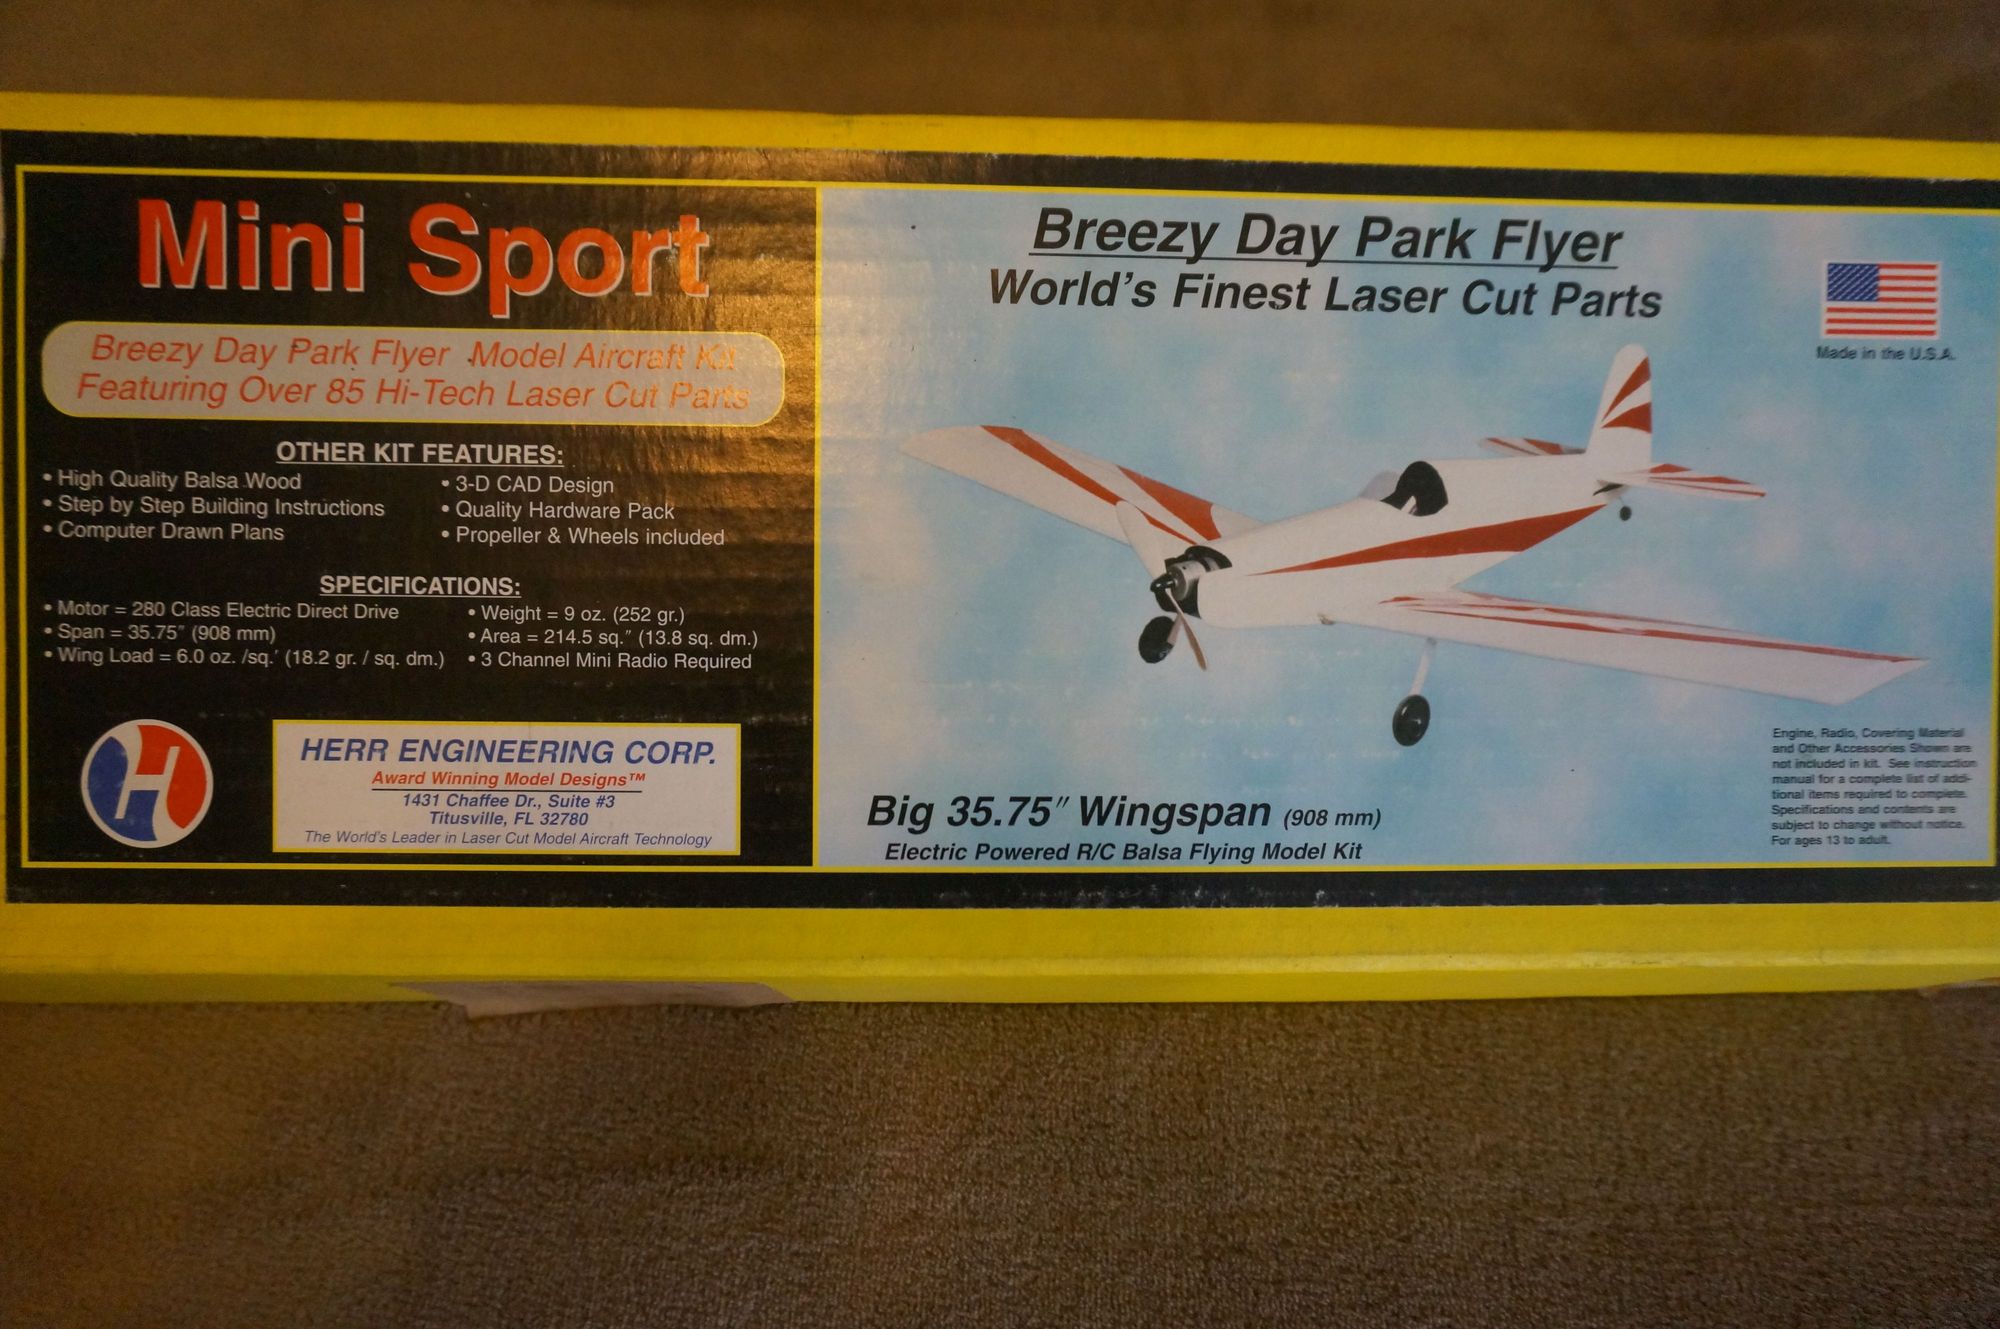 Mini Sport
Breezy Day Park Flyer Model Aircraft Kit
Featuring Over 85 Hi-Tech Laser Cut Parts
OTHER KIT FEATURES:
• High Quality Balsa Wood
• Step by Step Building Instructions
• Computer Drawn Plans
• 3-D CAD Design
• Quality Hardware Pack
• Propeller & Wheels included
SPECIFICATIONS:
• Motor = 280 Class Electric Direct Drive
• Span = 35.75" (908 mm)
• Wing Load = 6.0 oz. /sq.' (18.2 gr. / sq. dm.)
• Weight = 9 oz. (252 gr.)
• Area = 214.5 sq." (13.8 sq. dm.)
• 3 Channel Mini Radio Required
H
HERR ENGINEERING CORP.
Award Winning Model Designs™
1431 Chaffee Dr., Suite #3
Titusville, FL 32780
The World's Leader in Laser Cut Model Aircraft Technology
Breezy Day Park Flyer
World's Finest Laser Cut Parts
Made in the U.S.A.
Big 35.75" Wingspan (908 mm)
Electric Powered R/C Balsa Flying Model Kit
Engine, Radio, Covering Material
and Other Accessories Shown are
not included in kit. See instruction
manual for a complete list of addi-
tional items required to complete.
Specifications and contents are
subject to change without notice.
For ages 13 to adult.